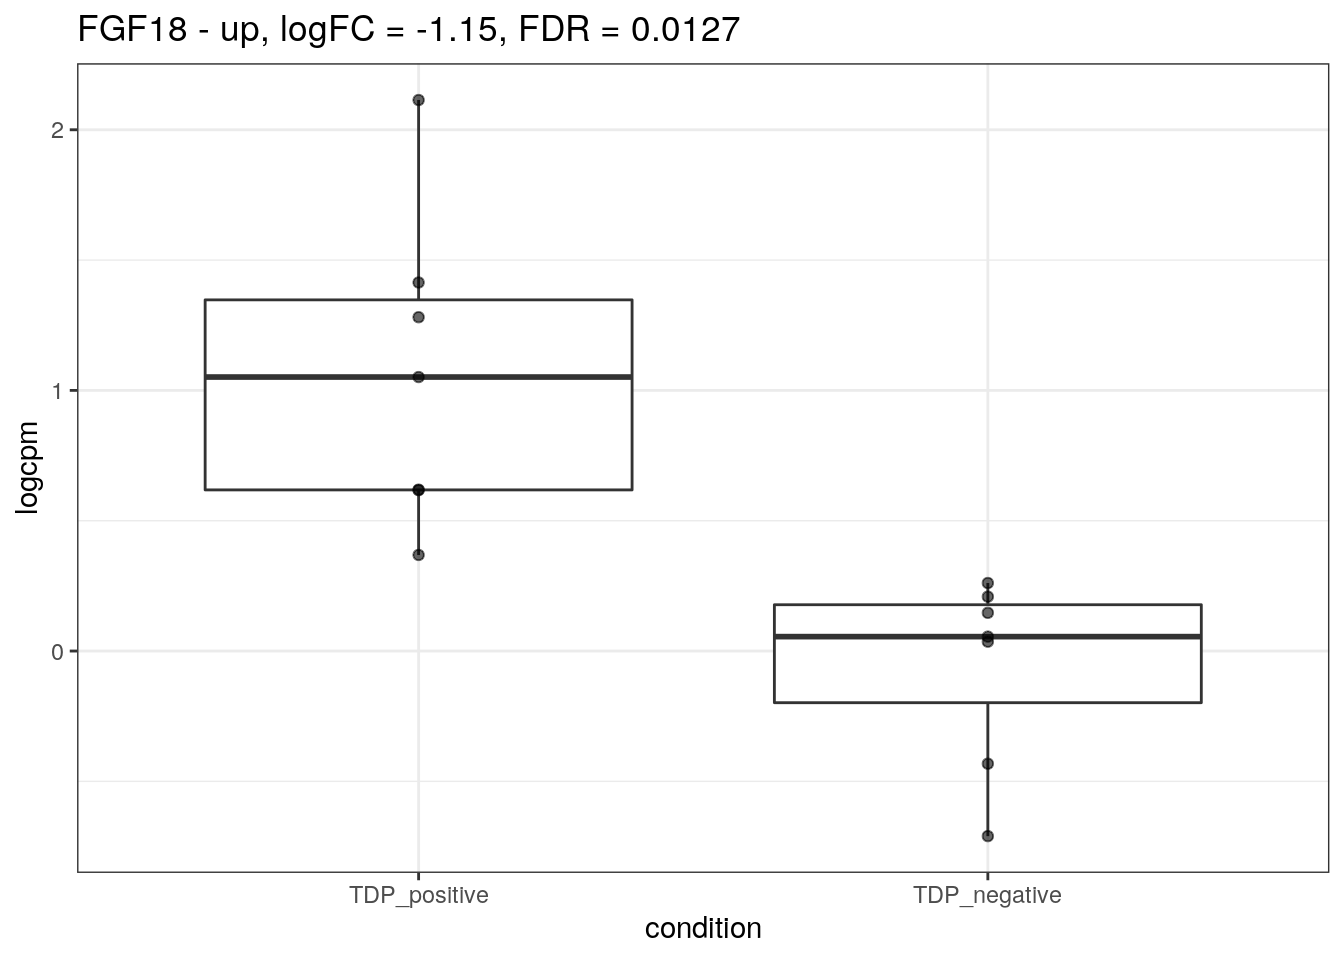 FGF18 - up, logFC = -1.15, FDR = 0.0127
2
1
0
logcpm
TDP_positive
TDP_negative
condition